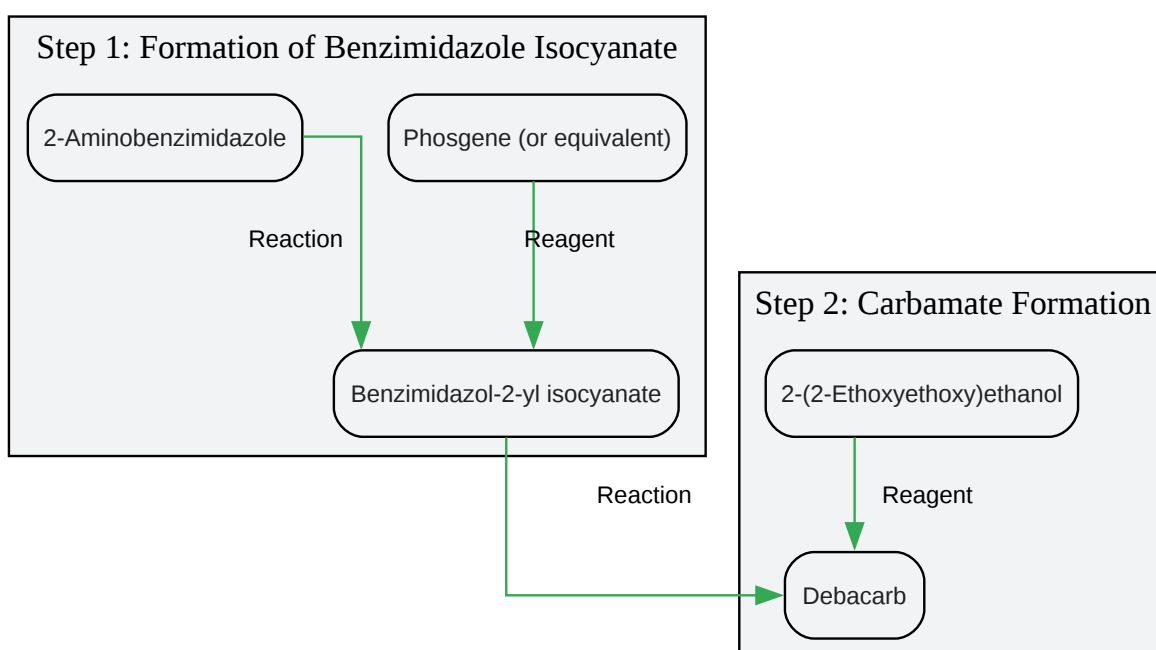 Step 1: Formation of Benzimidazole Isocyanate
2-Aminobenzimidazole
Phosgene (or equivalent)
Reaction
Reagent
Benzimidazol-2-yl isocyanate
Step 2: Carbamate Formation
2-(2-Ethoxyethoxy)ethanol
Reaction
Reagent
Debacarb